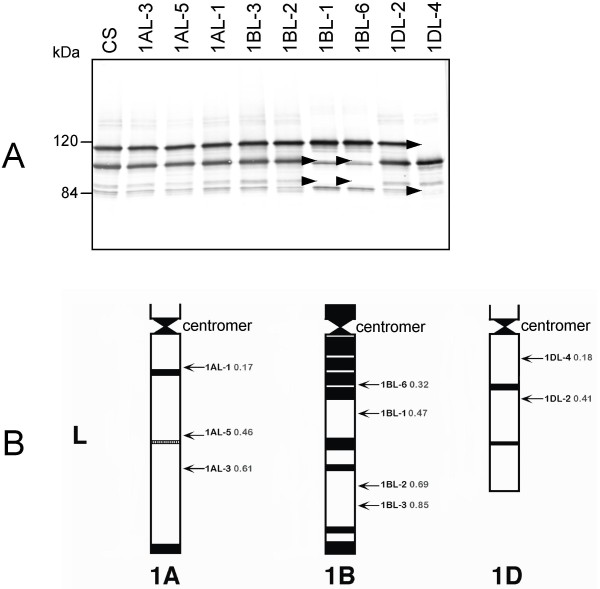 A
kDa
CS
1AL-3
1AL-5
1AL-1
1BL-3
1BL-2
1BL-1
1BL-6
1DL-2
1DL-4
120
84
B
L
centromer
1AL-1 0.17
1AL-5 0.46
1AL-3 0.61
1A
centromer
1BL-6 0.32
1BL-1 0.47
1BL-2 0.69
1BL-3 0.85
1B
centromer
1DL-4 0.18
1DL-2 0.41
1D